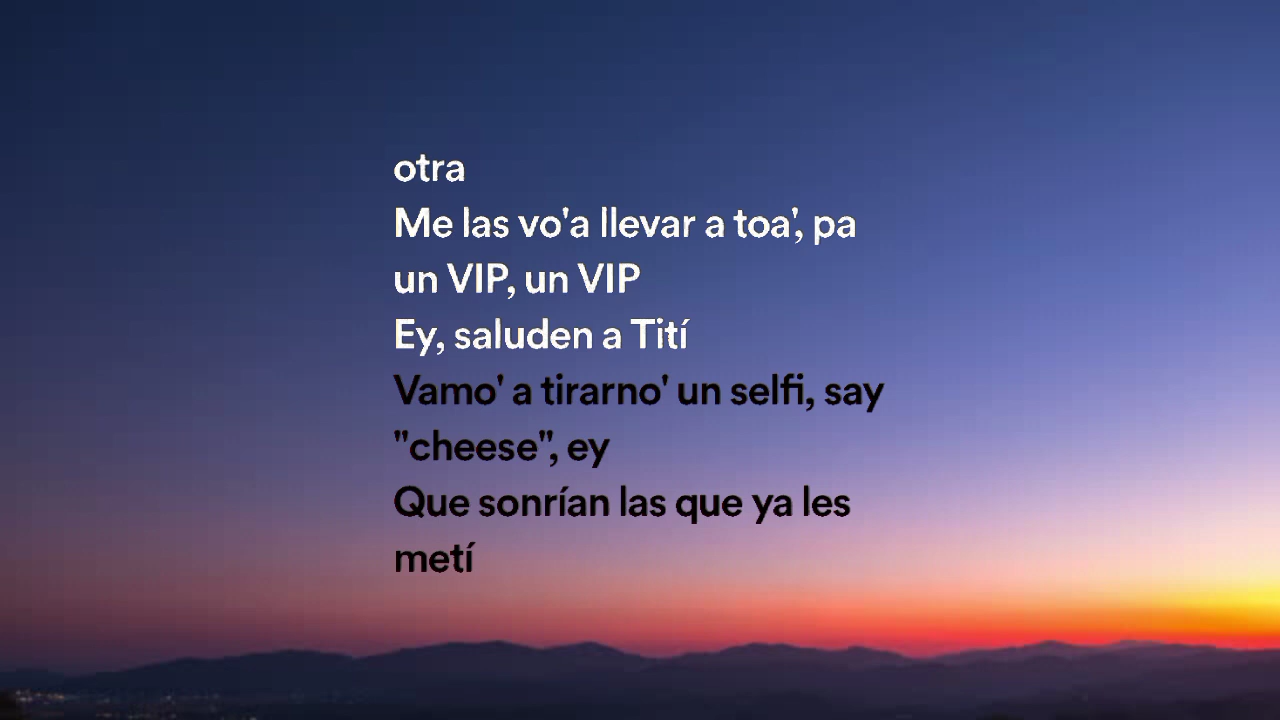 otra
Me las vo'a llevar a toa', pa
un VIP, un VIP
Ey, saluden a Tití
Vamo' a tirarno' un selfi, say
"cheese", ey
Que sonrían las que ya les
metí